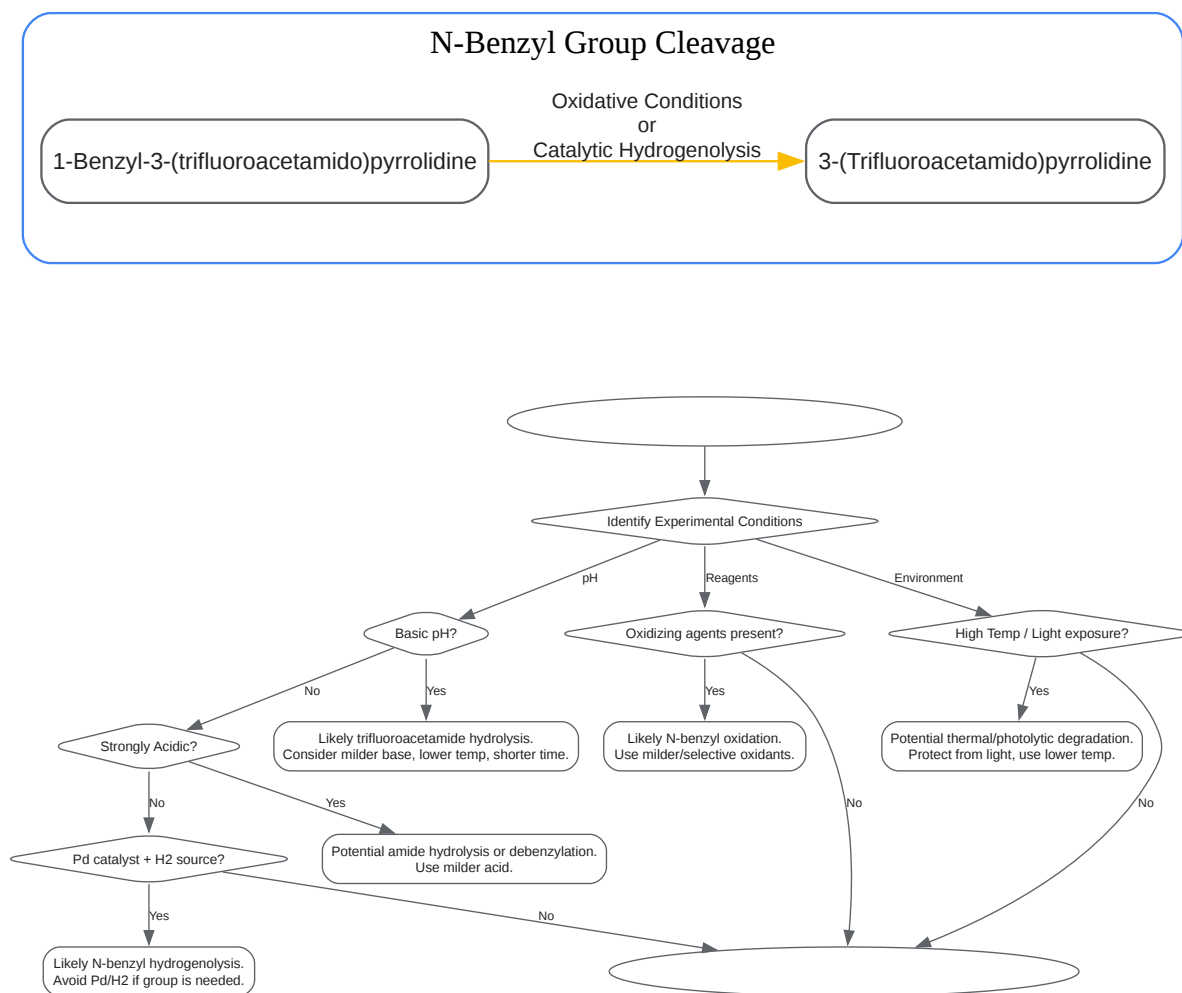 N-Benzyl Group Cleavage
Oxidative Conditions
or
Catalytic Hydrogenolysis
1-Benzyl-3-(trifluoroacetamido)pyrrolidine
3-(Trifluoroacetamido)pyrrolidine
Identify Experimental Conditions
pH
Reagents
Environment
Basic pH?
Oxidizing agents present?
High Temp / Light exposure?
No
Yes
Yes
Yes
Strongly Acidic?
Likely trifluoroacetamide hydrolysis.
Consider milder base, lower temp, shorter time.
Likely N-benzyl oxidation.
Use milder/selective oxidants.
Potential thermal/photolytic degradation.
Protect from light, use lower temp.
No
Yes
No
No
Pd catalyst + H2 source?
Potential amide hydrolysis or debenzylation.
Use milder acid.
Yes
No
Likely N-benzyl hydrogenolysis.
Avoid Pd/H2 if group is needed.